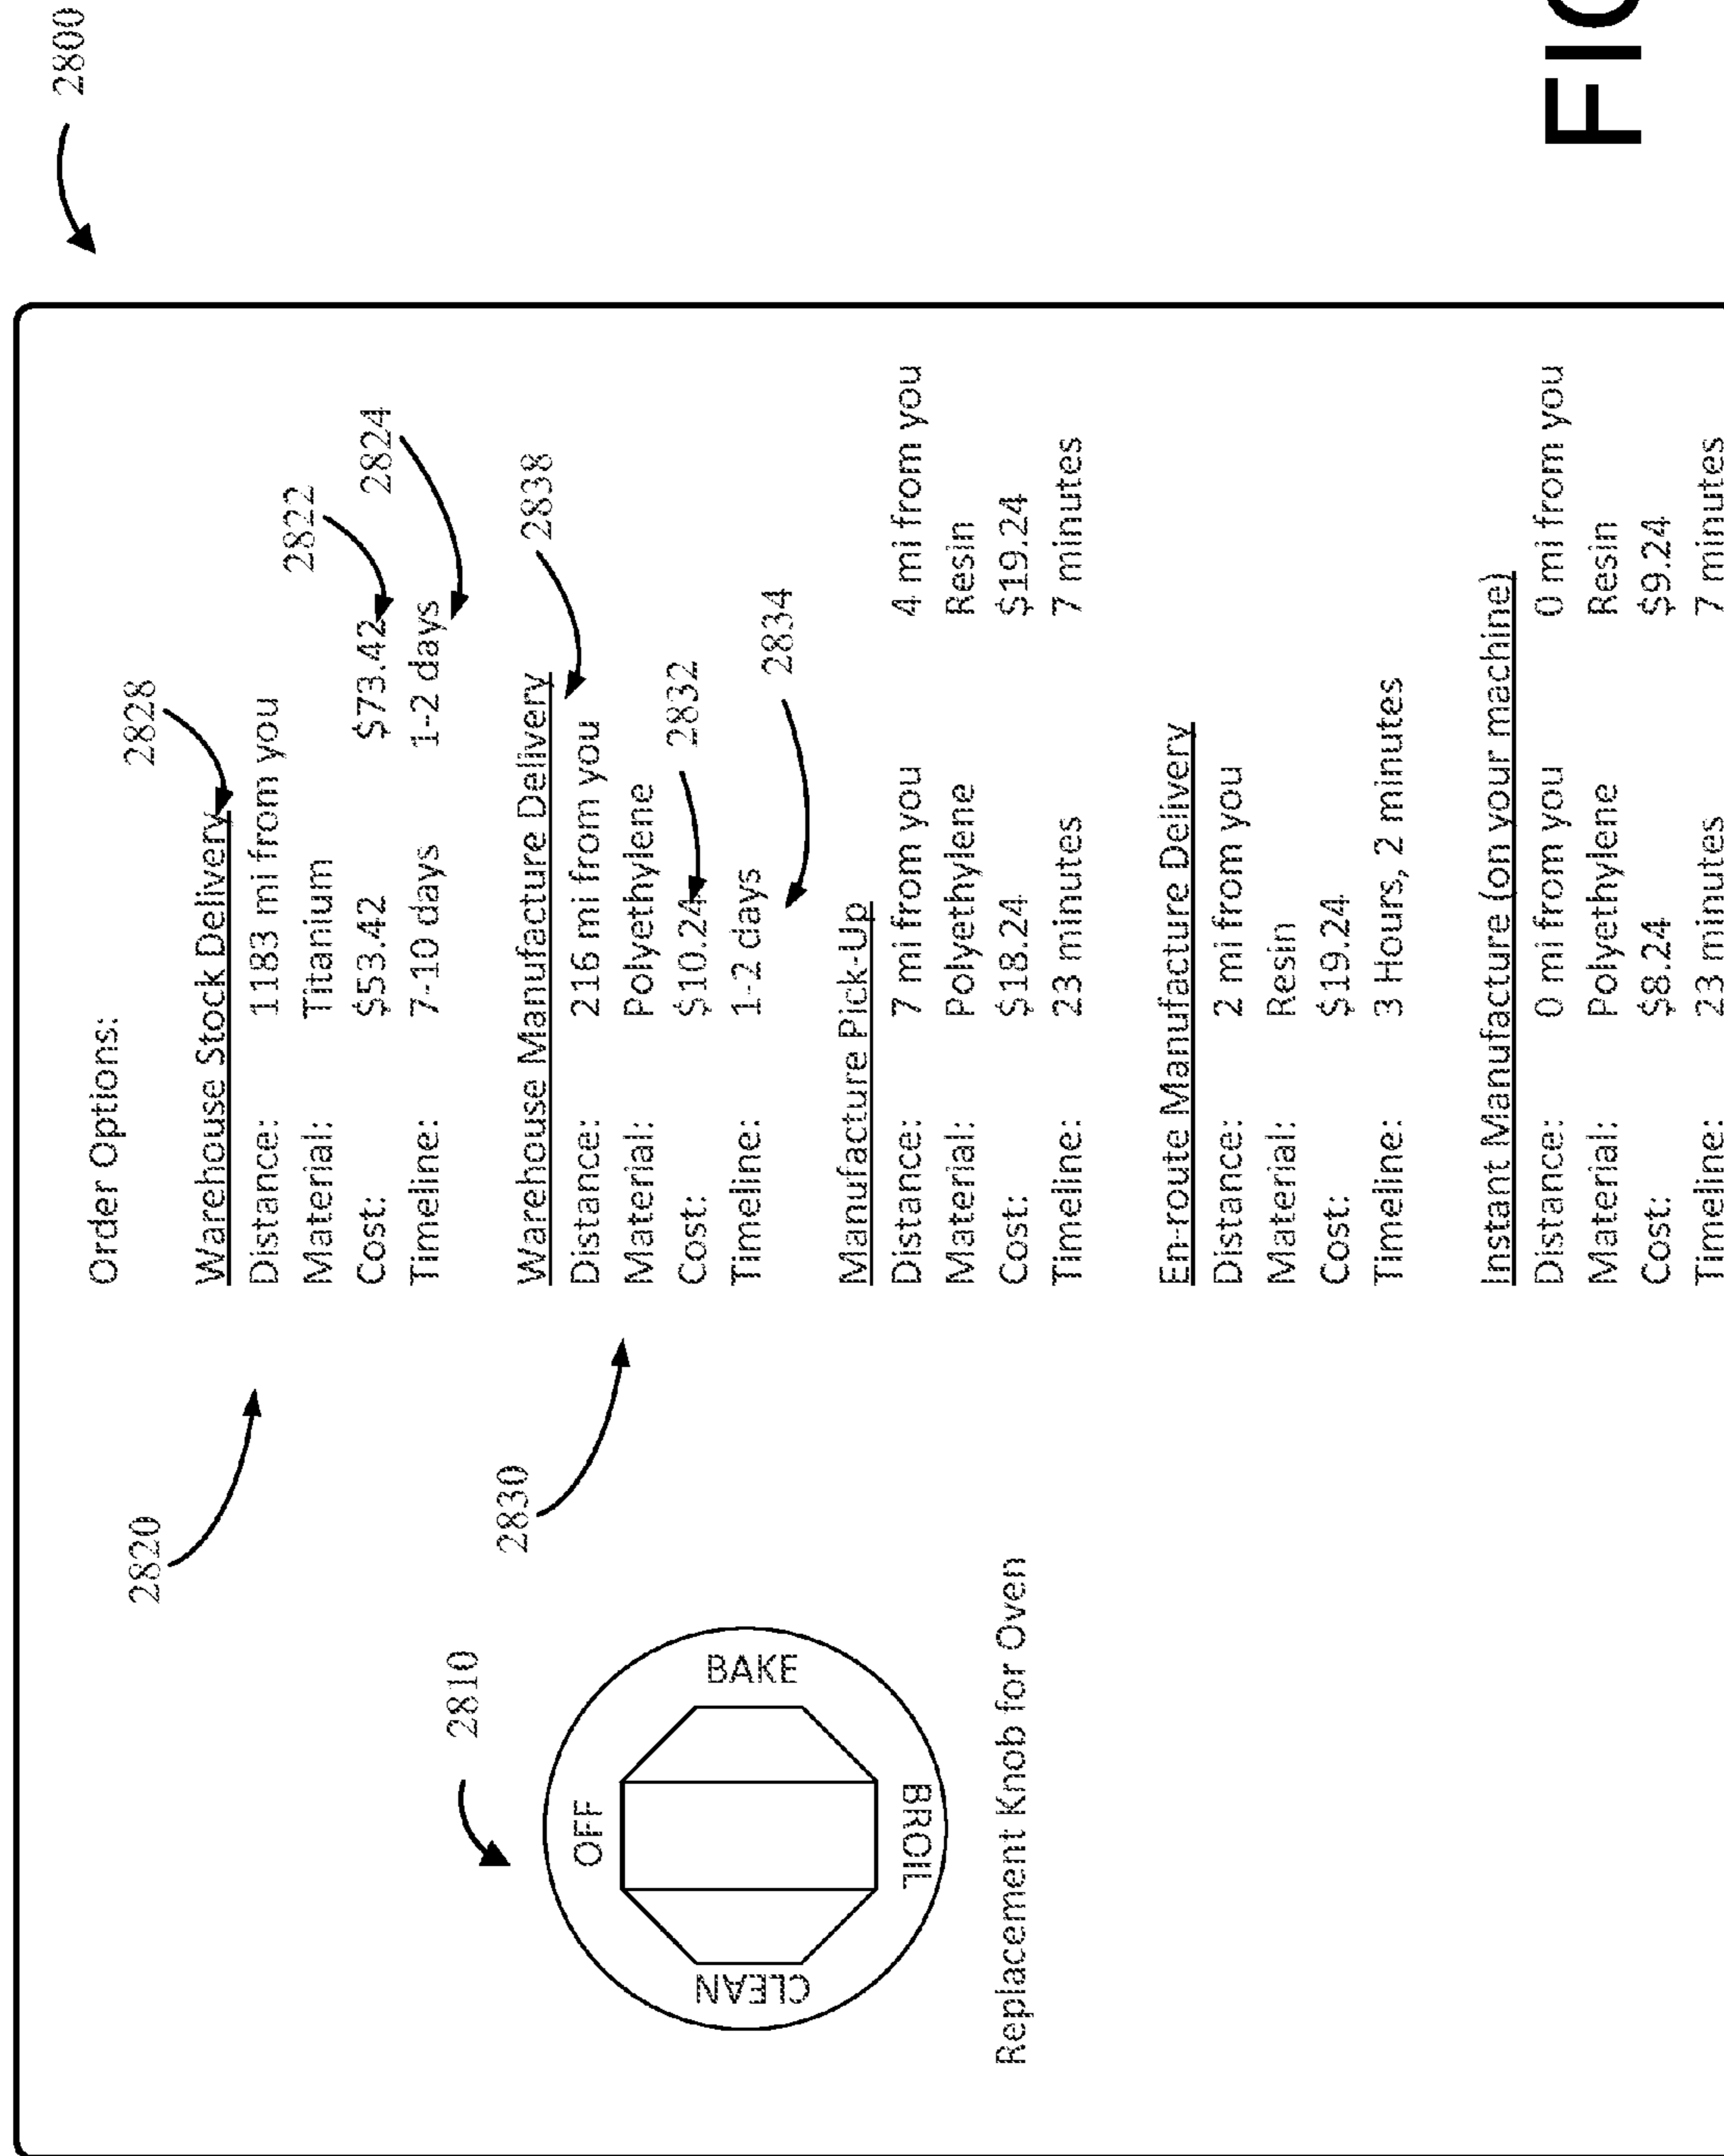 2800
Order Options:
2820
2828
Warehouse Stock Delivery
Distance: 1183 mi from you
2822
Material: Titanium
Cost: $53.42 $73.42
2824
Timeline: 7-10 days 1-2 days
2810
2830
2838
Warehouse Manufacture Delivery
Distance: 216 mi from you
Material: Polyethylene
2832
Cost: $10.24
Timeline: 1-2 days
2834
OFF
BAKE
CLEAN
BROIL
Replacement Knob for Oven
Manufacture Pick-Up
Distance: 7 mi from you 4 mi from you
Material: Polyethylene Resin
Cost: $18.24 $19.24
Timeline: 23 minutes 7 minutes
En-route Manufacture Delivery
Distance: 2 mi from you
Material: Resin
Cost: $19.24
Timeline: 3 Hours, 2 minutes
Instant Manufacture (on your machine)
Distance: 0 mi from you 0 mi from you
Material: Polyethylene Resin
Cost: $8.24 $9.24
Timeline: 23 minutes 7 minutes